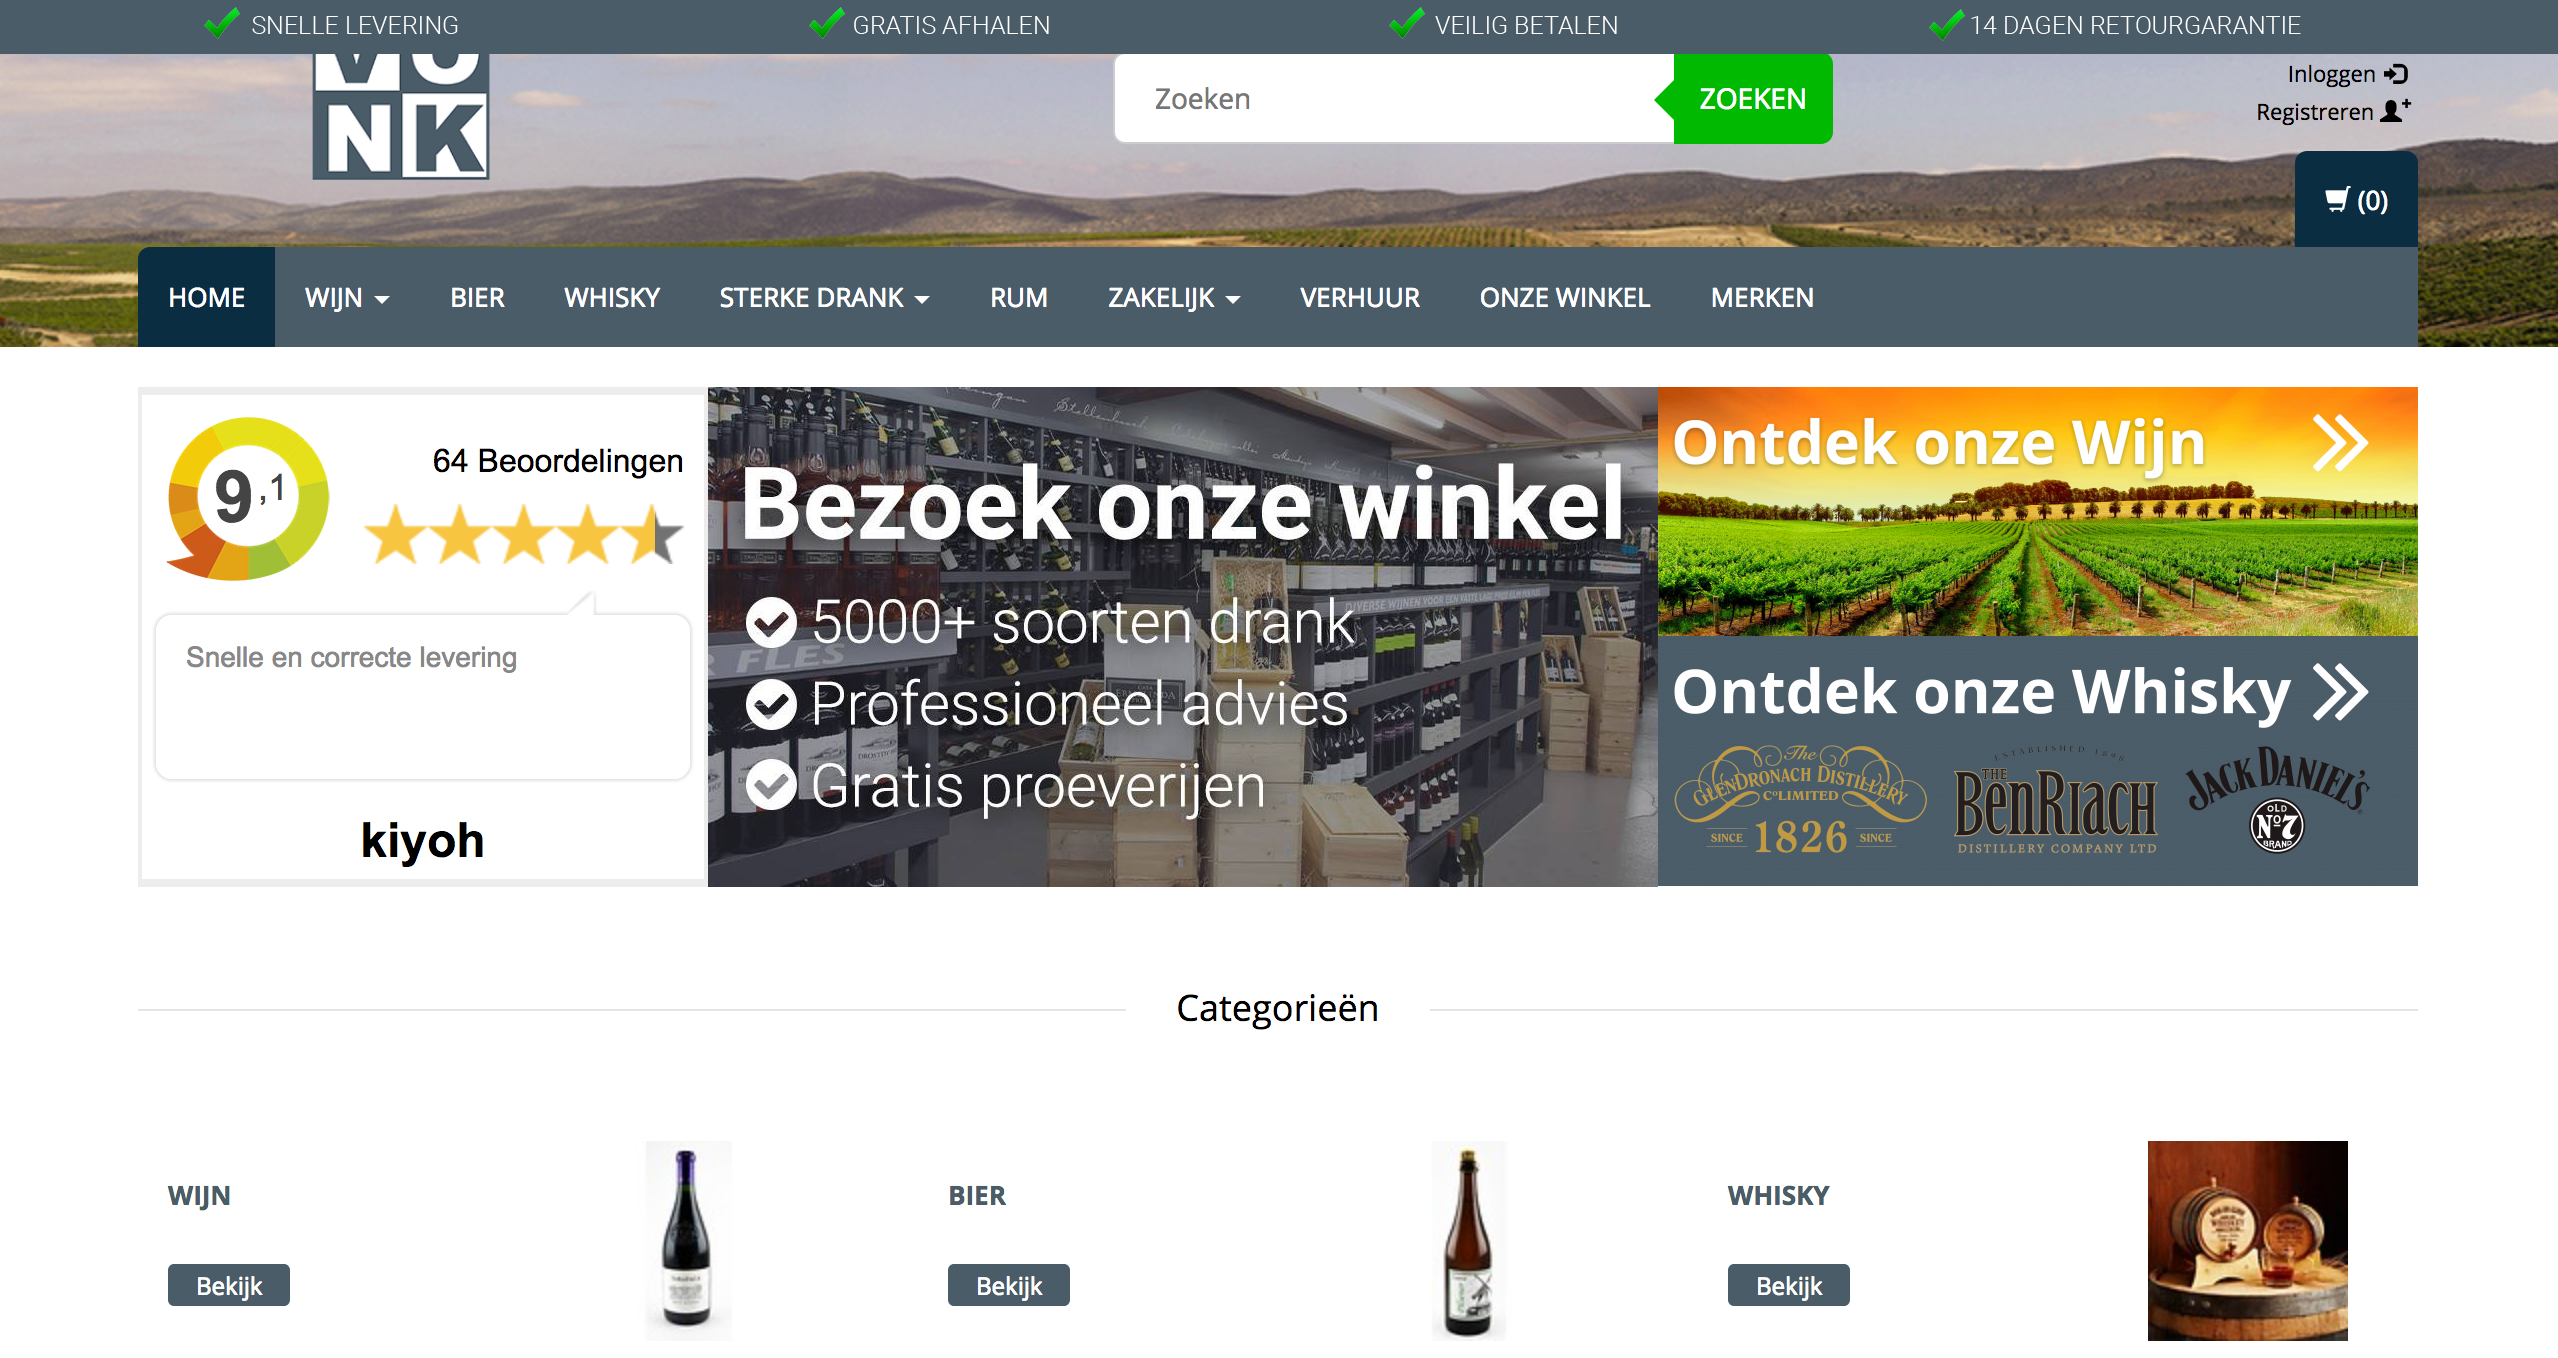 SNELLE LEVERING
GRATIS AFHALEN
VEILIG BETALEN
14 DAGEN RETOURGARANTIE
NK
Zoeken
ZOEKEN
Inloggen
Registreren
(0)
HOME
WIJN
BIER
WHISKY
STERKE DRANK
RUM
ZAKELIJK
VERHUUR
ONZE WINKEL
MERKEN
9,1
64 Beoordelingen
Snelle en correcte levering
kiyoh
Bezoek onze winkel
5000+ soorten drank
Professioneel advies
Gratis proeverijen
Ontdek onze Wijn
Ontdek onze Whisky
The
GLENDRONACH DISTILLERY
Cº LIMITED
SINCE 1826 SINCE
ESTABLISHED 1898
THE
BENRIACH
DISTILLERY COMPANY LTD
JACK DANIEL'S
OLD
Nº7
BRAND
Categorieën
WIJN
Bekijk
BIER
Bekijk
WHISKY
Bekijk